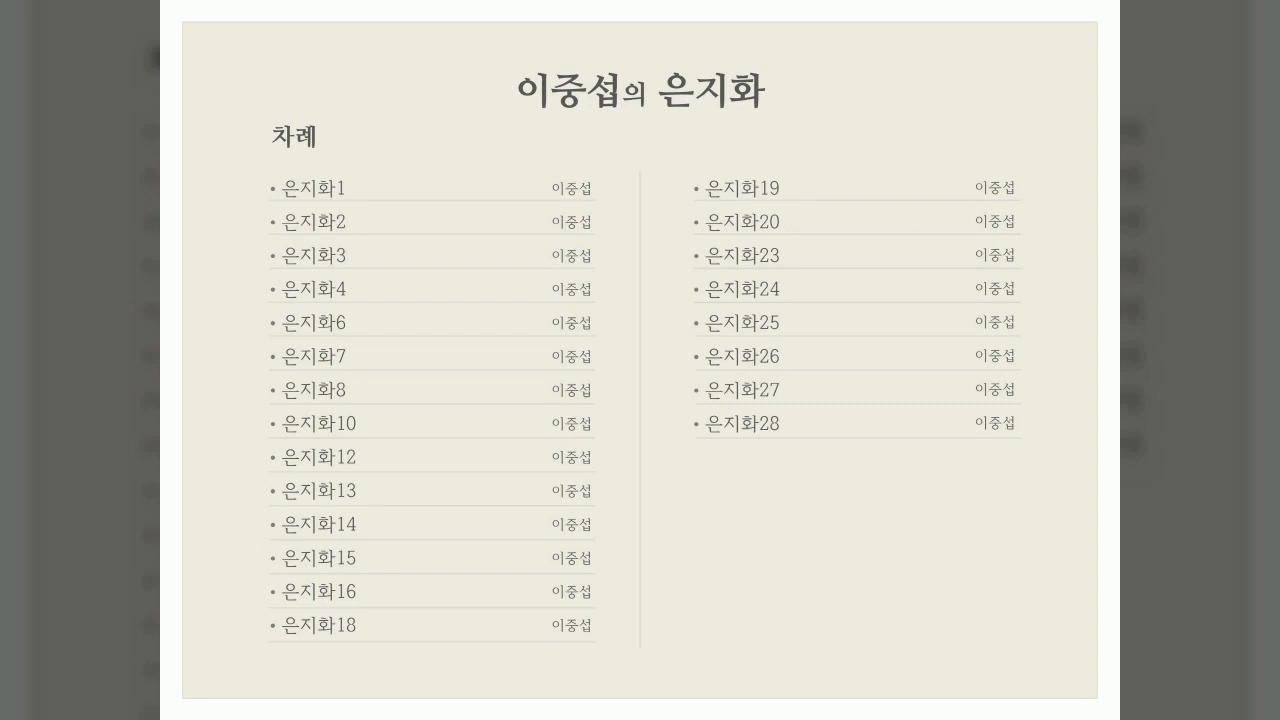 이중섭의 은지화
차례
• 은지화1 이중섭
• 은지화2 이중섭
• 은지화3 이중섭
• 은지화4 이중섭
• 은지화6 이중섭
• 은지화7 이중섭
• 은지화8 이중섭
• 은지화10 이중섭
• 은지화12 이중섭
• 은지화13 이중섭
• 은지화14 이중섭
• 은지화15 이중섭
• 은지화16 이중섭
• 은지화18 이중섭
• 은지화19 이중섭
• 은지화20 이중섭
• 은지화23 이중섭
• 은지화24 이중섭
• 은지화25 이중섭
• 은지화26 이중섭
• 은지화27 이중섭
• 은지화28 이중섭